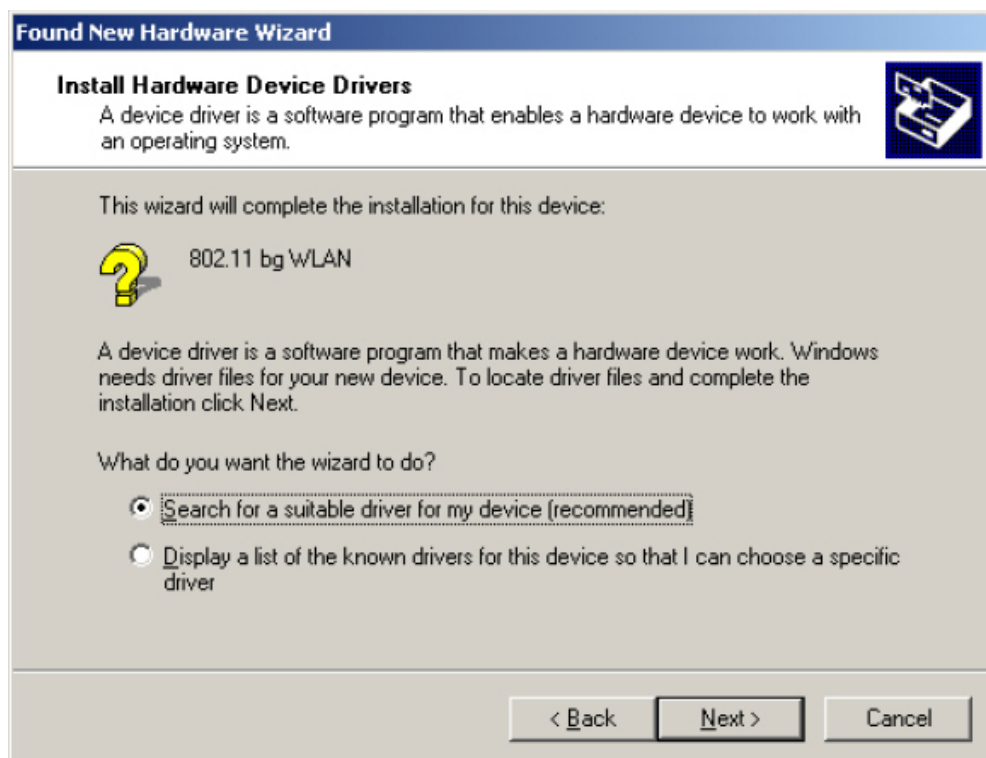 Found New Hardware Wizard
Install Hardware Device Drivers
A device driver is a software program that enables a hardware device to work with
an operating system.
This wizard will complete the installation for this device:
802.11 bg WLAN
A device driver is a software program that makes a hardware device work. Windows
needs driver files for your new device. To locate driver files and complete the
installation click Next.
What do you want the wizard to do?
Search for a suitable driver for my device (recommended)
Display a list of the known drivers for this device so that I can choose a specific
driver
< Back
Next >
Cancel